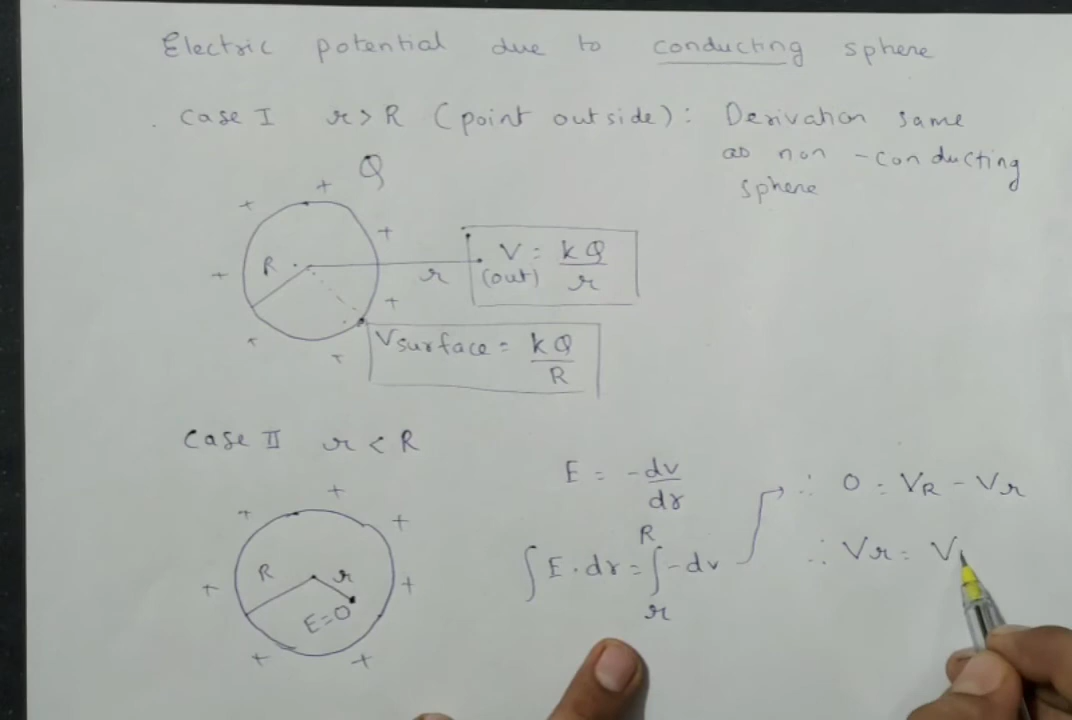 Electric potential due to conducting sphere
Case I r > R (point outside): Derivation same
as non-conducting
sphere
Q
+ + + + + + +
R
r
V(out) = kQ/r
Vsurface = kQ/R
Case II r < R
E = -dv/dr
∴ 0 = VR - Vr
∫E.dr = ∫-dv
R
r
∴ Vr = V
+ + + + + + +
R r
E=0